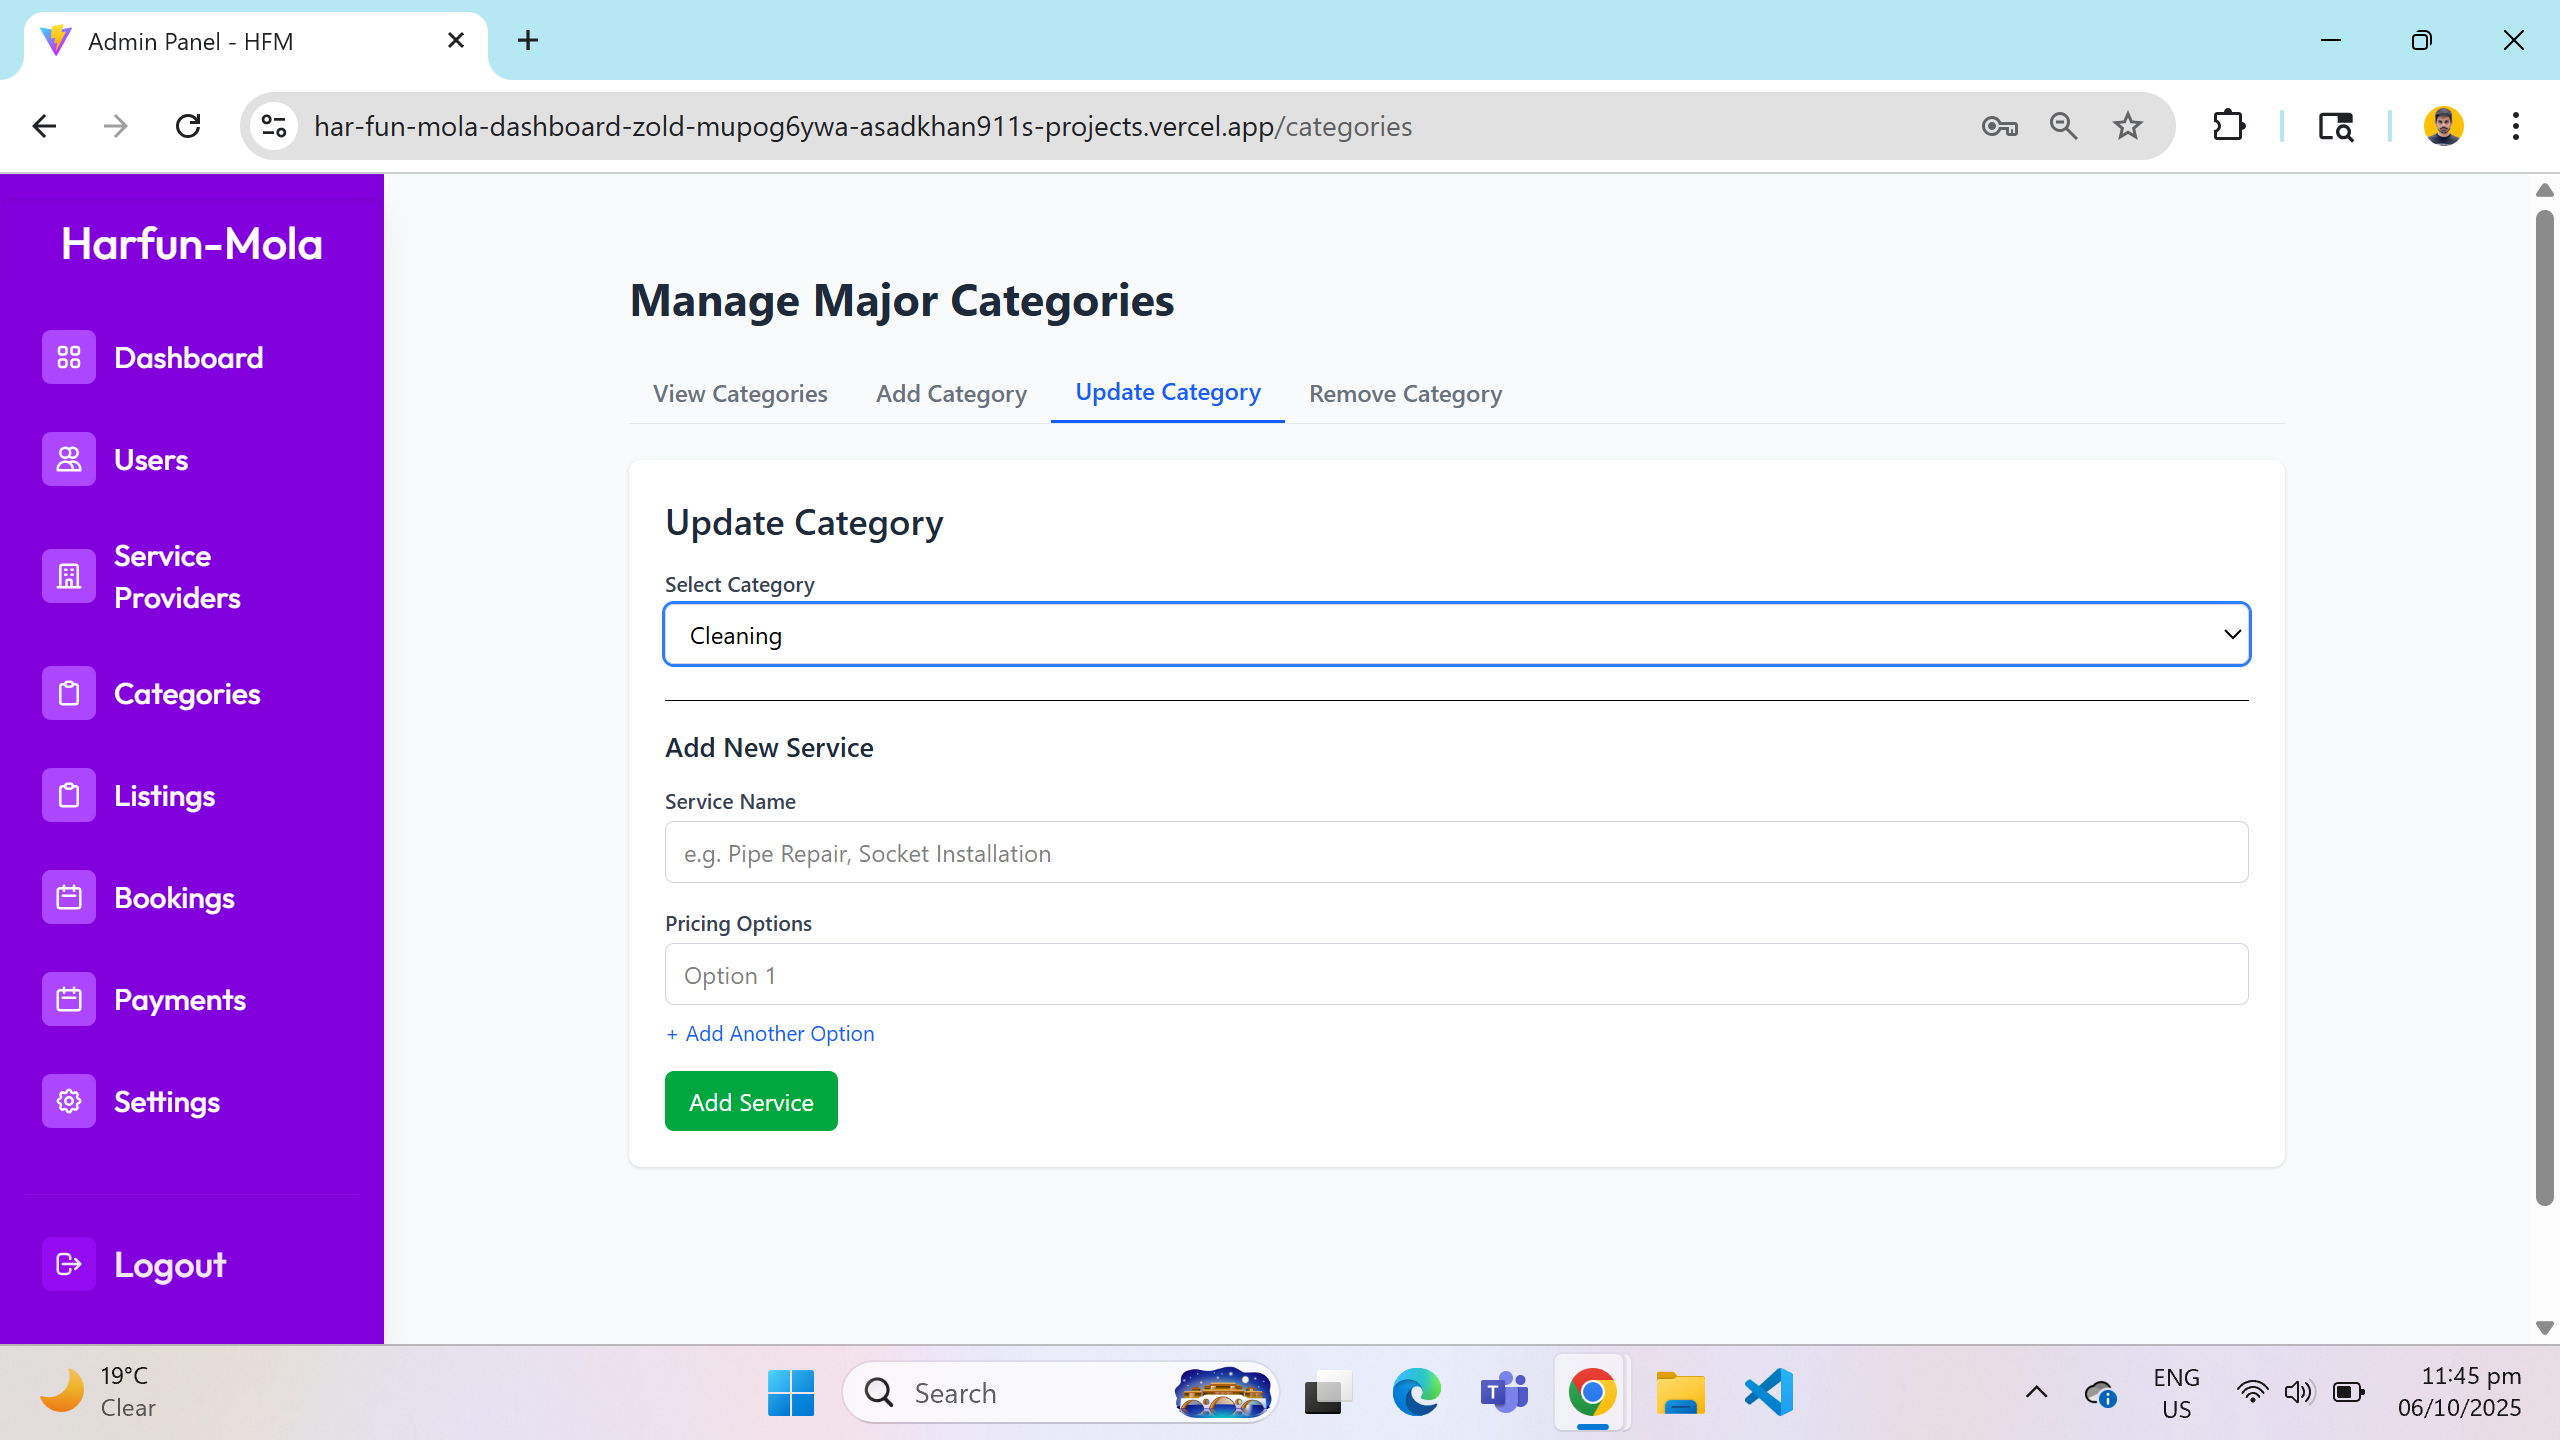 Admin Panel - HFM
har-fun-mola-dashboard-zold-mupog6ywa-asadkhan911s-projects.vercel.app/categories
Harfun-Mola
Dashboard
Users
Service
Providers
Categories
Listings
Bookings
Payments
Settings
Logout
Manage Major Categories
View Categories Add Category Update Category Remove Category
Update Category
Select Category
Cleaning
Add New Service
Service Name
e.g. Pipe Repair, Socket Installation
Pricing Options
Option 1
+ Add Another Option
Add Service
19°C
Clear
Search
T
ENG
US
11:45 pm
06/10/2025